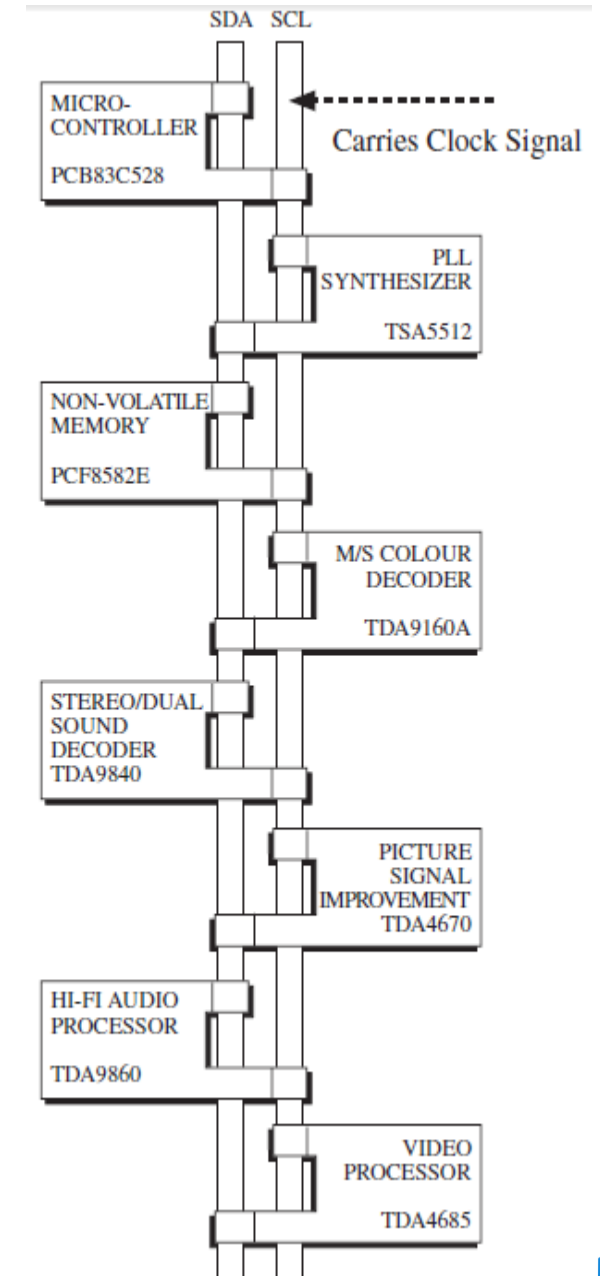 SDA SCL
Carries Clock Signal
MICRO-
CONTROLLER
PCB83C528
PLL
SYNTHESIZER
TSA5512
NON-VOLATILE
MEMORY
PCF8582E
M/S COLOUR
DECODER
TDA9160A
STEREO/DUAL
SOUND
DECODER
TDA9840
PICTURE
SIGNAL
IMPROVEMENT
TDA4670
HI-FI AUDIO
PROCESSOR
TDA9860
VIDEO
PROCESSOR
TDA4685